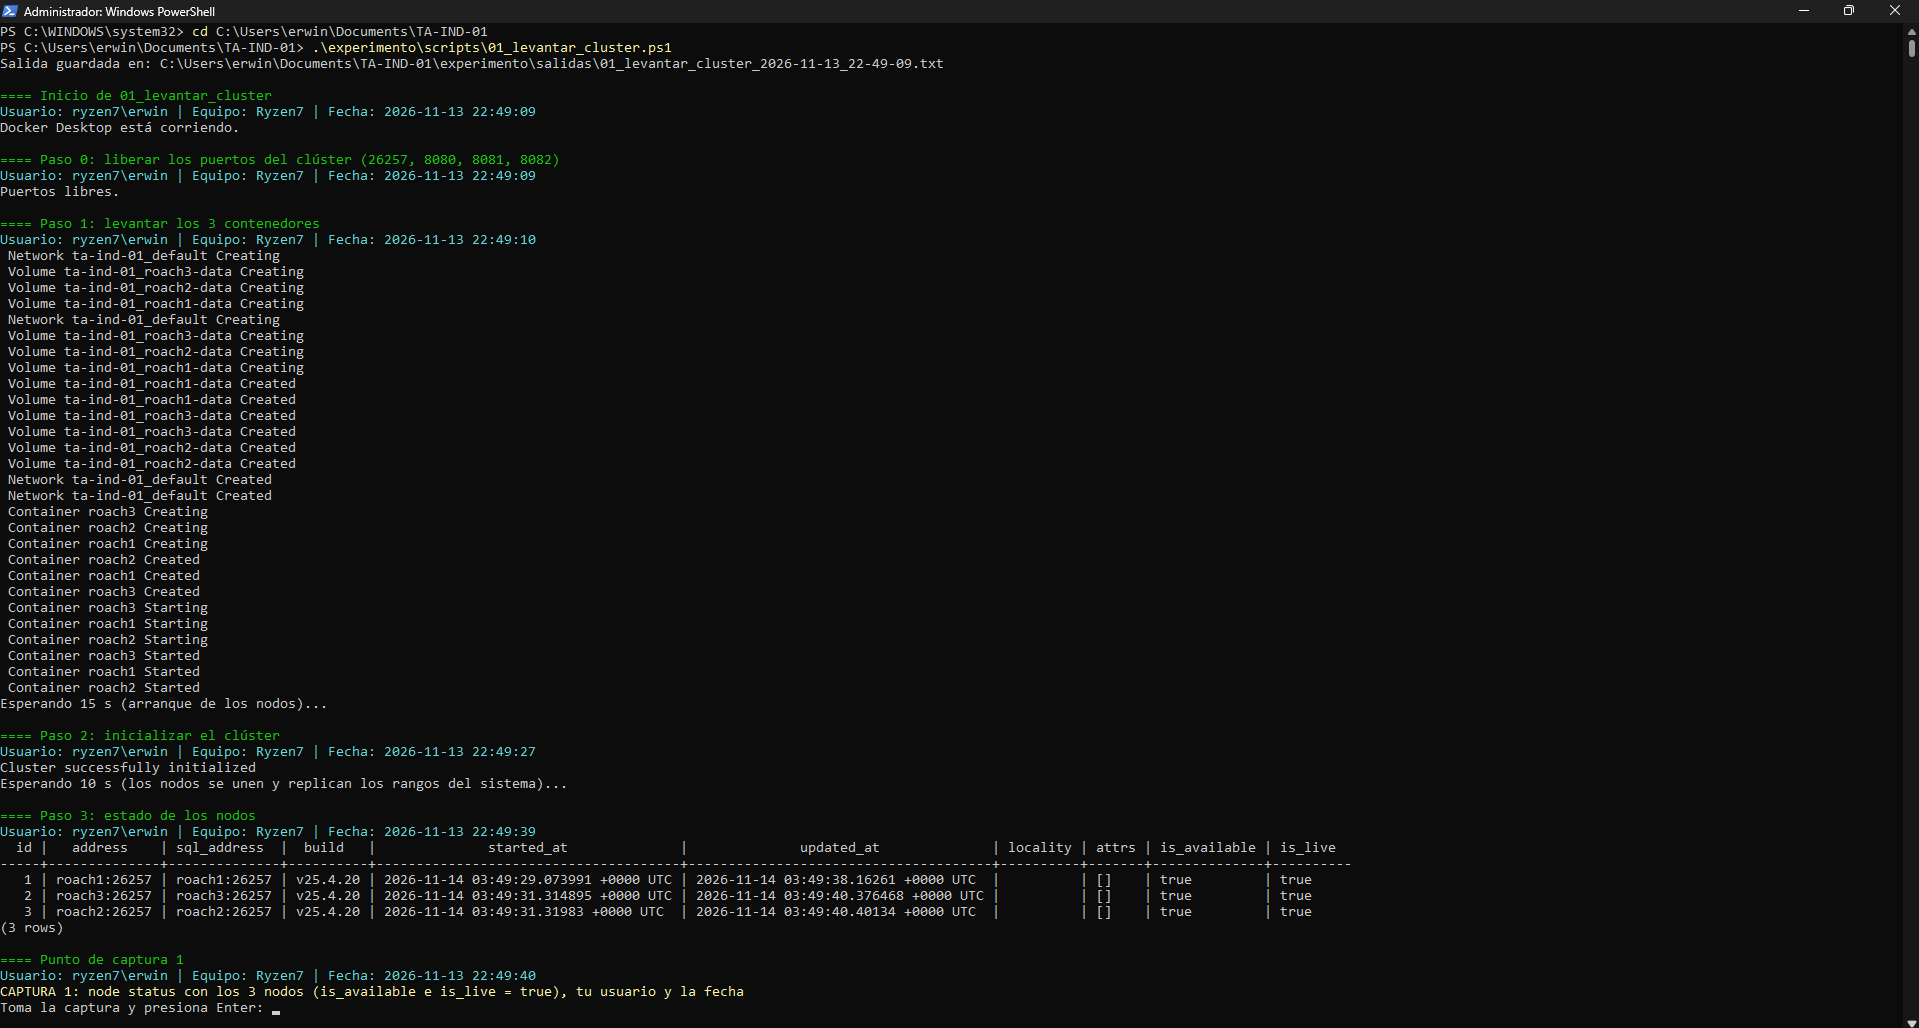 Administrador: Windows PowerShell
PS C:\WINDOWS\system32> cd C:\Users\erwin\Documents\TA-IND-01
PS C:\Users\erwin\Documents\TA-IND-01> .\experimento\scripts\01_levantar_cluster.ps1
Salida guardada en: C:\Users\erwin\Documents\TA-IND-01\experimento\salidas\01_levantar_cluster_2026-11-13_22-49-09.txt
==== Inicio de 01_levantar_cluster
Usuario: ryzen7\erwin | Equipo: Ryzen7 | Fecha: 2026-11-13 22:49:09
Docker Desktop está corriendo.
==== Paso 0: liberar los puertos del clúster (26257, 8080, 8081, 8082)
Usuario: ryzen7\erwin | Equipo: Ryzen7 | Fecha: 2026-11-13 22:49:09
Puertos libres.
==== Paso 1: levantar los 3 contenedores
Usuario: ryzen7\erwin | Equipo: Ryzen7 | Fecha: 2026-11-13 22:49:10
Network ta-ind-01_default Creating
Volume ta-ind-01_roach3-data Creating
Volume ta-ind-01_roach2-data Creating
Volume ta-ind-01_roach1-data Creating
Network ta-ind-01_default Creating
Volume ta-ind-01_roach3-data Creating
Volume ta-ind-01_roach2-data Creating
Volume ta-ind-01_roach1-data Creating
Volume ta-ind-01_roach1-data Created
Volume ta-ind-01_roach1-data Created
Volume ta-ind-01_roach3-data Created
Volume ta-ind-01_roach3-data Created
Volume ta-ind-01_roach2-data Created
Volume ta-ind-01_roach2-data Created
Network ta-ind-01_default Created
Network ta-ind-01_default Created
Container roach3 Creating
Container roach2 Creating
Container roach1 Creating
Container roach2 Created
Container roach1 Created
Container roach3 Created
Container roach3 Starting
Container roach1 Starting
Container roach2 Starting
Container roach3 Started
Container roach1 Started
Container roach2 Started
Esperando 15 s (arranque de los nodos)...
==== Paso 2: inicializar el clúster
Usuario: ryzen7\erwin | Equipo: Ryzen7 | Fecha: 2026-11-13 22:49:27
Cluster successfully initialized
Esperando 10 s (los nodos se unen y replican los rangos del sistema)...
==== Paso 3: estado de los nodos
Usuario: ryzen7\erwin | Equipo: Ryzen7 | Fecha: 2026-11-13 22:49:39
id | address | sql_address | build | started_at | updated_at | locality | attrs | is_available | is_live
-----+--------------+--------------+----------+--------------------------------------+--------------------------------------+----------+-------+--------------+----------
1 | roach1:26257 | roach1:26257 | v25.4.20 | 2026-11-14 03:49:29.073991 +0000 UTC | 2026-11-14 03:49:38.16261 +0000 UTC | | [] | true | true
2 | roach3:26257 | roach3:26257 | v25.4.20 | 2026-11-14 03:49:31.314895 +0000 UTC | 2026-11-14 03:49:40.376468 +0000 UTC | | [] | true | true
3 | roach2:26257 | roach2:26257 | v25.4.20 | 2026-11-14 03:49:31.31983 +0000 UTC | 2026-11-14 03:49:40.40134 +0000 UTC | | [] | true | true
(3 rows)
==== Punto de captura 1
Usuario: ryzen7\erwin | Equipo: Ryzen7 | Fecha: 2026-11-13 22:49:40
CAPTURA 1: node status con los 3 nodos (is_available e is_live = true), tu usuario y la fecha
Toma la captura y presiona Enter: